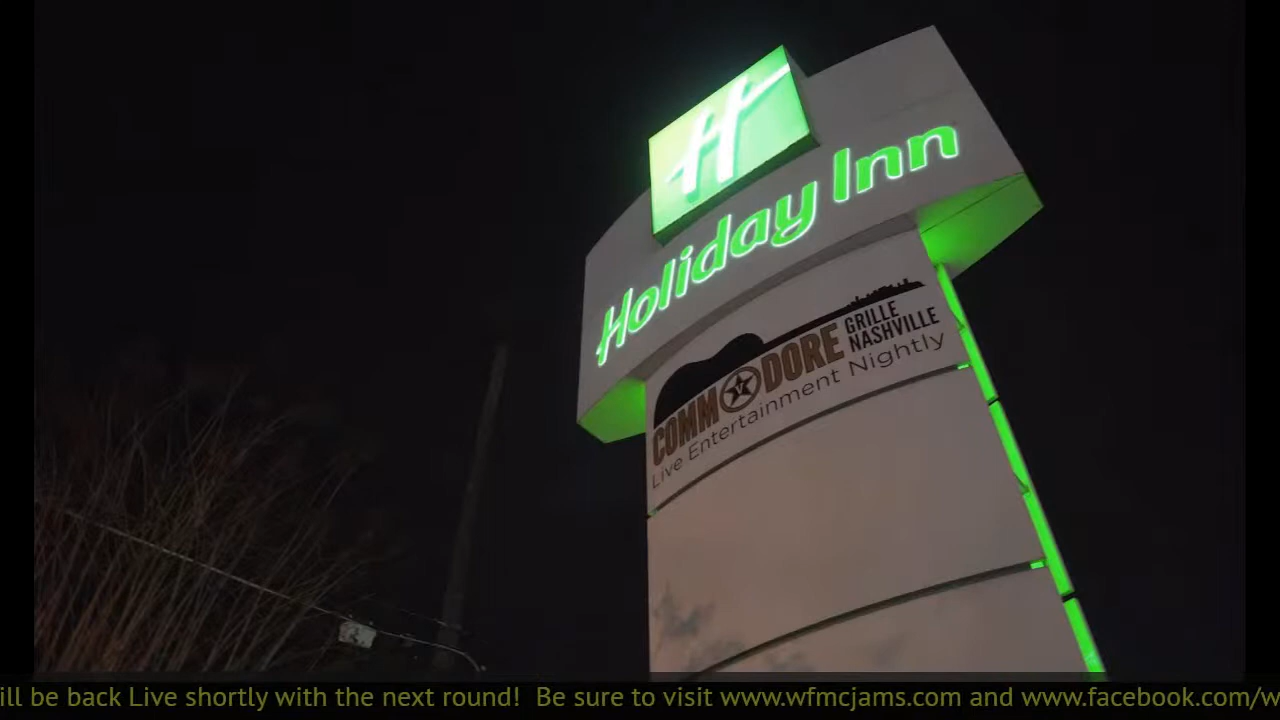 H
Holiday Inn
COMMODORE GRILLE NASHVILLE
Live Entertainment Nightly
ill be back Live shortly with the next round! Be sure to visit www.wfmcjams.com and www.facebook.com/w